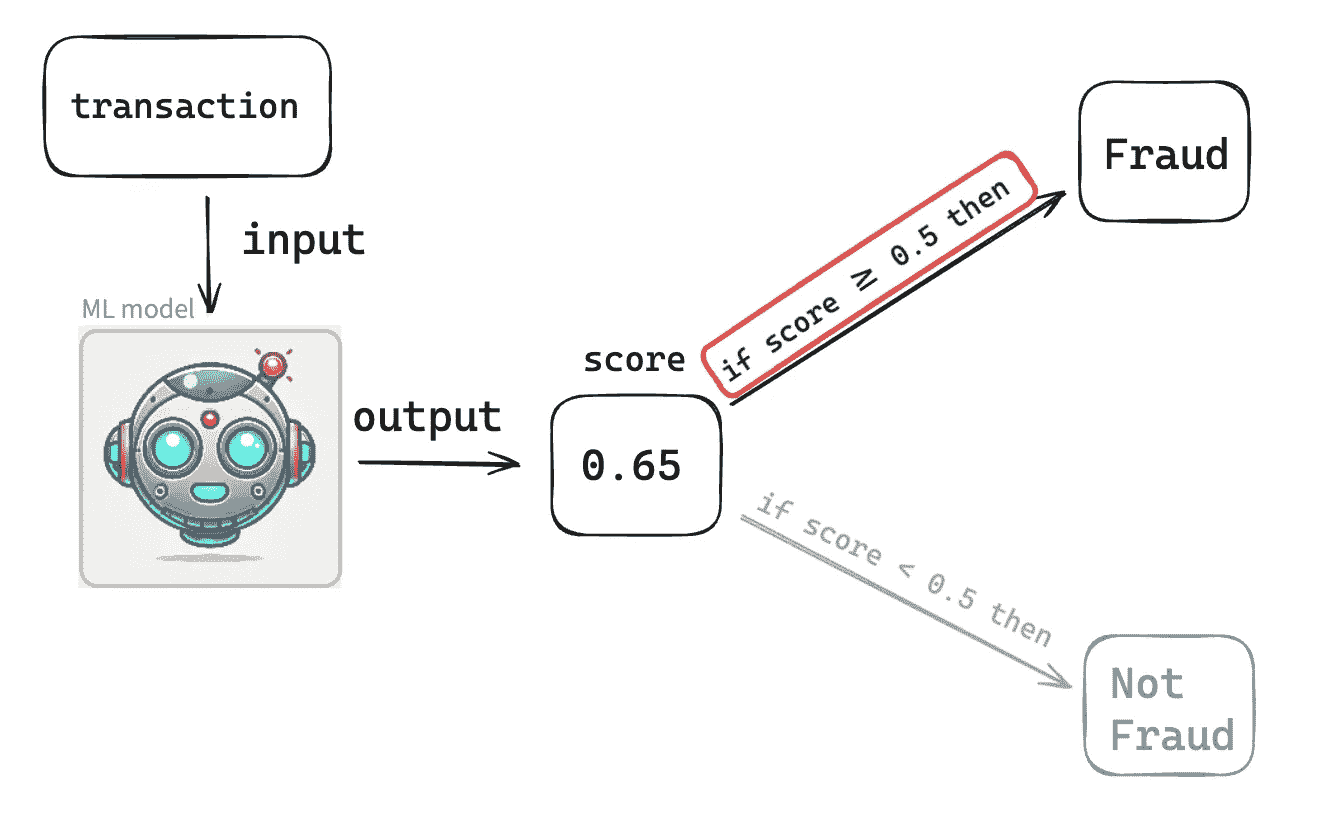 transaction
input
ML model
output
score
0.65
if score ≥ 0.5 then
Fraud
if score < 0.5 then
Not
Fraud